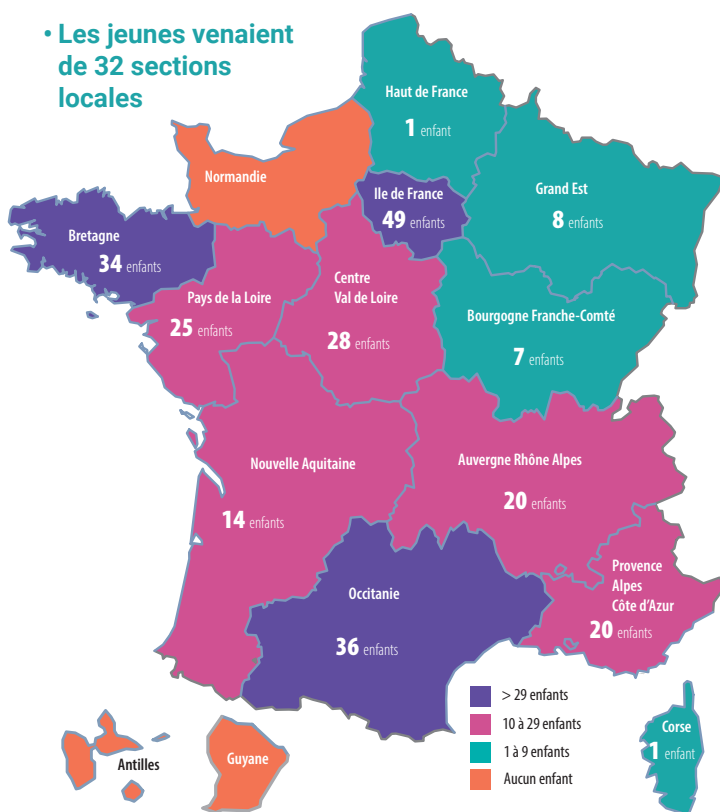 • Les jeunes venaient
de 32 sections
locales
Haut de France
1 enfant
Normandie
Ile de France
49 enfants
Grand Est
8 enfants
Bretagne
34 enfants
Pays de la Loire
25 enfants
Centre
Val de Loire
28 enfants
Bourgogne Franche-Comté
7 enfants
Nouvelle Aquitaine
14 enfants
Auvergne Rhône Alpes
20 enfants
Provence
Alpes
Côte d'Azur
20 enfants
Occitanie
36 enfants
> 29 enfants
10 à 29 enfants
1 à 9 enfants
Aucun enfant
Corse
1 enfant
Antilles
Guyane